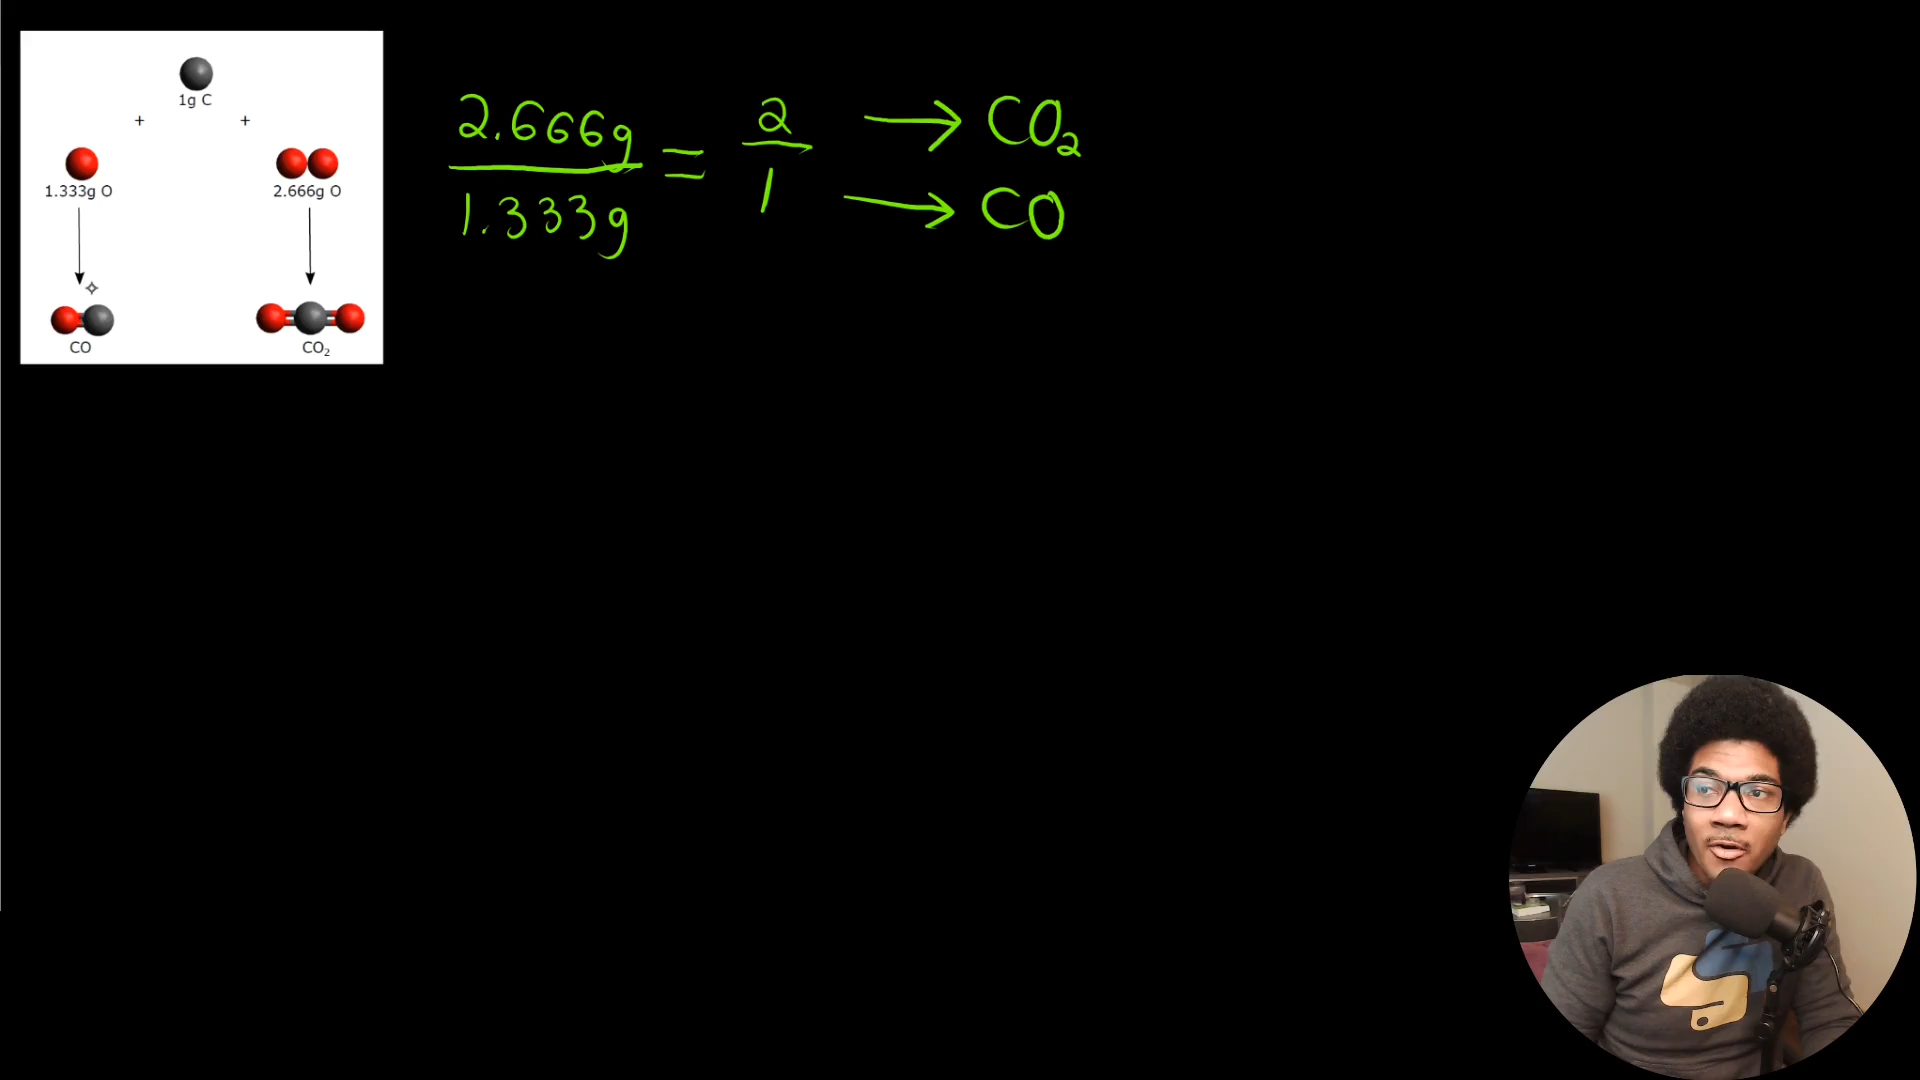 1g C
+ +
1.333g O 2.666g O
CO CO₂
2.666g / 1.333g = 2 / 1
→ CO₂
→ CO